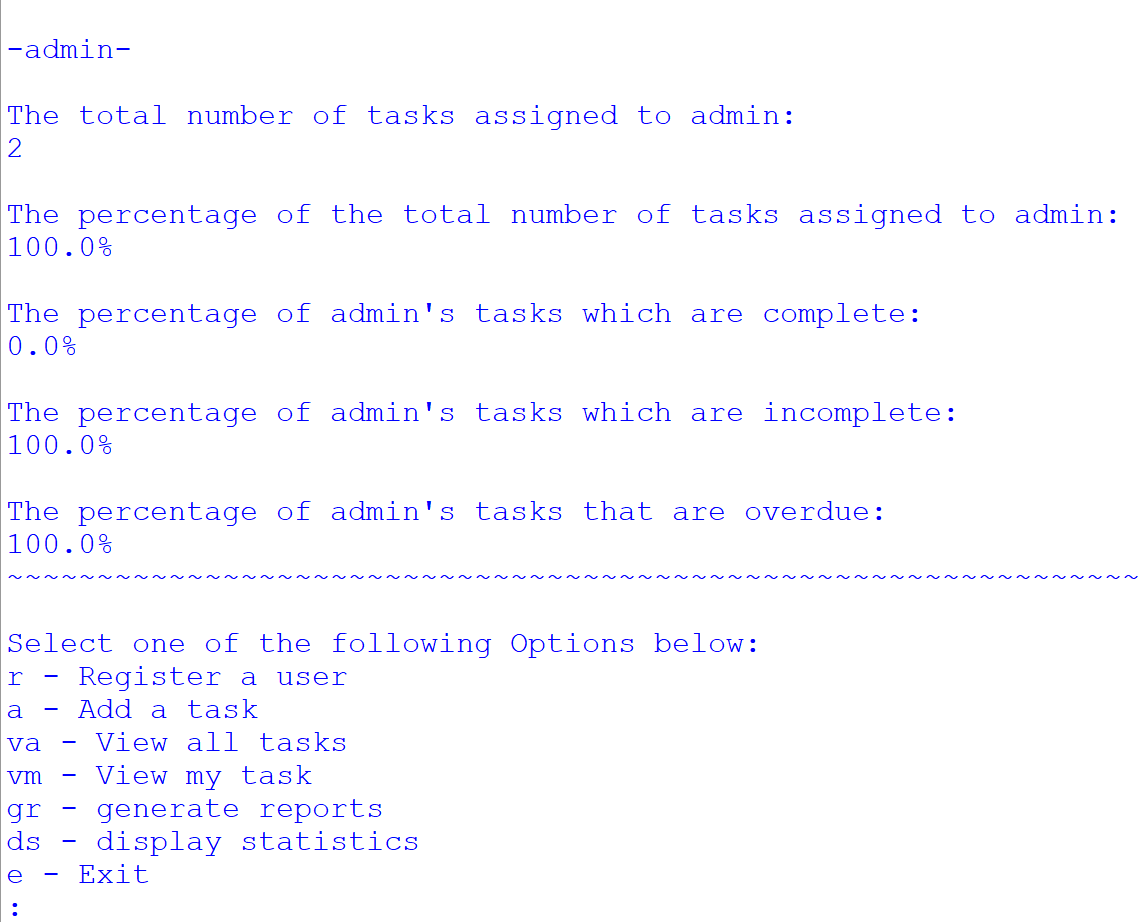 -admin-
The total number of tasks assigned to admin:
2
The percentage of the total number of tasks assigned to admin:
100.0%
The percentage of admin's tasks which are complete:
0.0%
The percentage of admin's tasks which are incomplete:
100.0%
The percentage of admin's tasks that are overdue:
100.0%
~~~~~~~~~~~~~~~~~~~~~~~~~~~~~~~~~~~~~~~~~~~~~~~~~~~~~~~~~~~~~~~
Select one of the following Options below:
r - Register a user
a - Add a task
va - View all tasks
vm - View my task
gr - generate reports
ds - display statistics
e - Exit
: